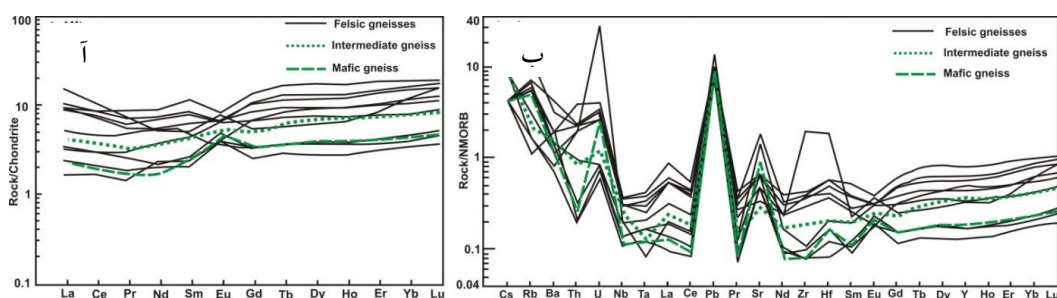 آ
Felsic gneisses
Intermediate gneiss
Mafic gneiss
Rock/Chondrite
100
10
1
0.1
La Ce Pr Nd Sm Eu Gd Tb Dy Ho Er Yb Lu
ب
Felsic gneisses
Intermediate gneiss
Mafic gneiss
Rock/NMORB
40
10
1
0.1
0.04
Cs Rb Ba Th U Nb Ta La Ce Pb Pr Sr Nd Zr Hf Sm Eu Gd Tb Dy Y Ho Er Yb Lu